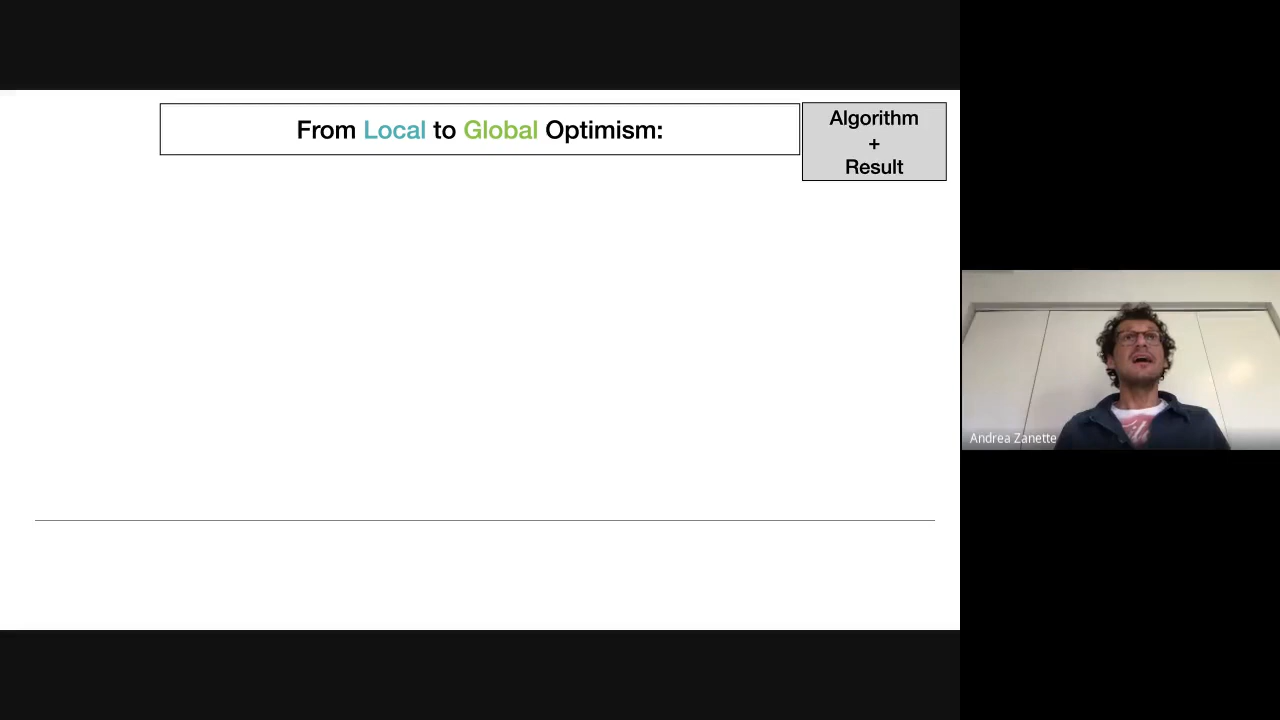 From Local to Global Optimism:
Algorithm
+
Result
Andrea Zanette